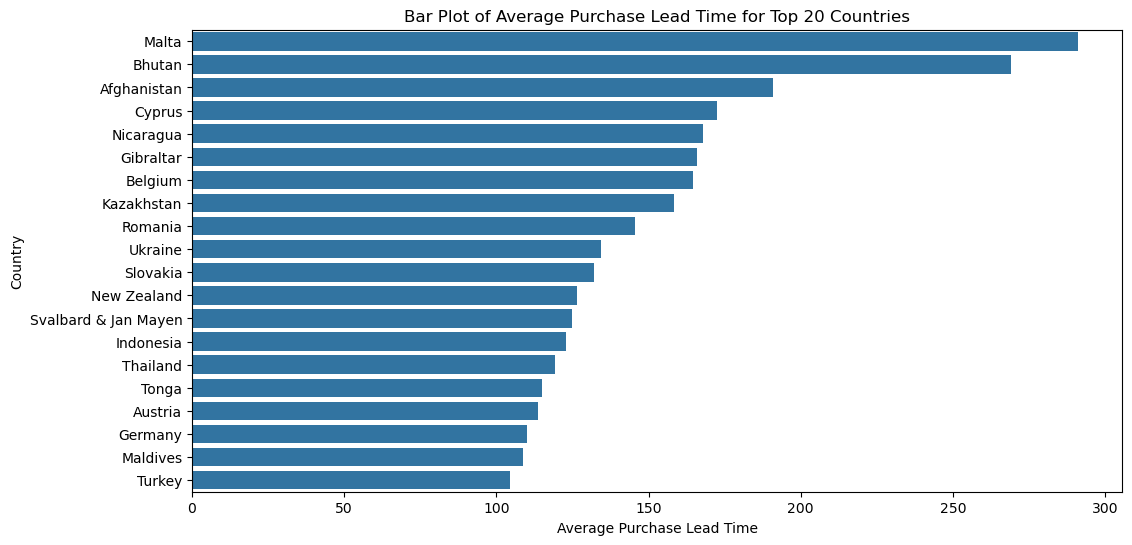 Bar Plot of Average Purchase Lead Time for Top 20 Countries
Country
Malta
Bhutan
Afghanistan
Cyprus
Nicaragua
Gibraltar
Belgium
Kazakhstan
Romania
Ukraine
Slovakia
New Zealand
Svalbard & Jan Mayen
Indonesia
Thailand
Tonga
Austria
Germany
Maldives
Turkey
0 50 100 150 200 250 300
Average Purchase Lead Time